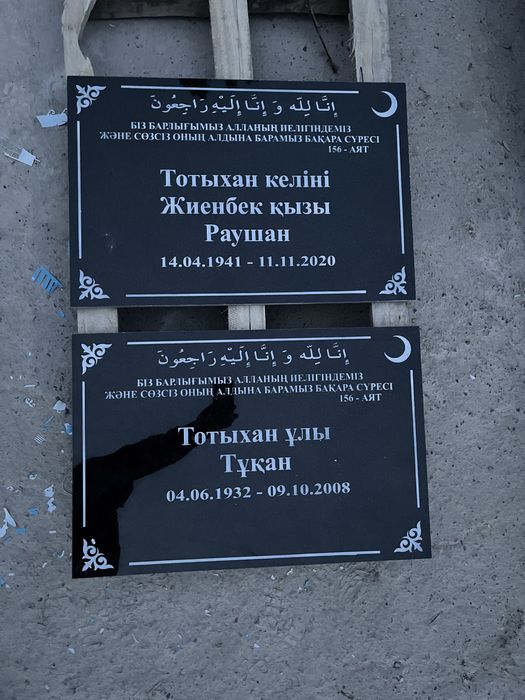 إِنَّا لِلّٰه وَ إِنَّا إِلَيْهِ رَاجِعُونَ
БІЗ БАРЛЫҒЫМЫЗ АЛЛАНЫҢ ИЕЛІГІНДЕМІЗ
ЖӘНЕ СӨЗСІЗ ОНЫҢ АЛДЫНА БАРАМЫЗ БАҚАРА СҮРЕСІ
156 - АЯТ
Тотыхан келіні
Жиенбек қызы
Раушан
14.04.1941 - 11.11.2020
إِنَّا لِلّٰه وَ إِنَّا إِلَيْهِ رَاجِعُونَ
БІЗ БАРЛЫҒЫМЫЗ АЛЛАНЫҢ ИЕЛІГІНДЕМІЗ
ЖӘНЕ СӨЗСІЗ ОНЫҢ АЛДЫНА БАРАМЫЗ БАҚАРА СҮРЕСІ
156 - АЯТ
Тотыхан ұлы
Тұқан
04.06.1932 - 09.10.2008